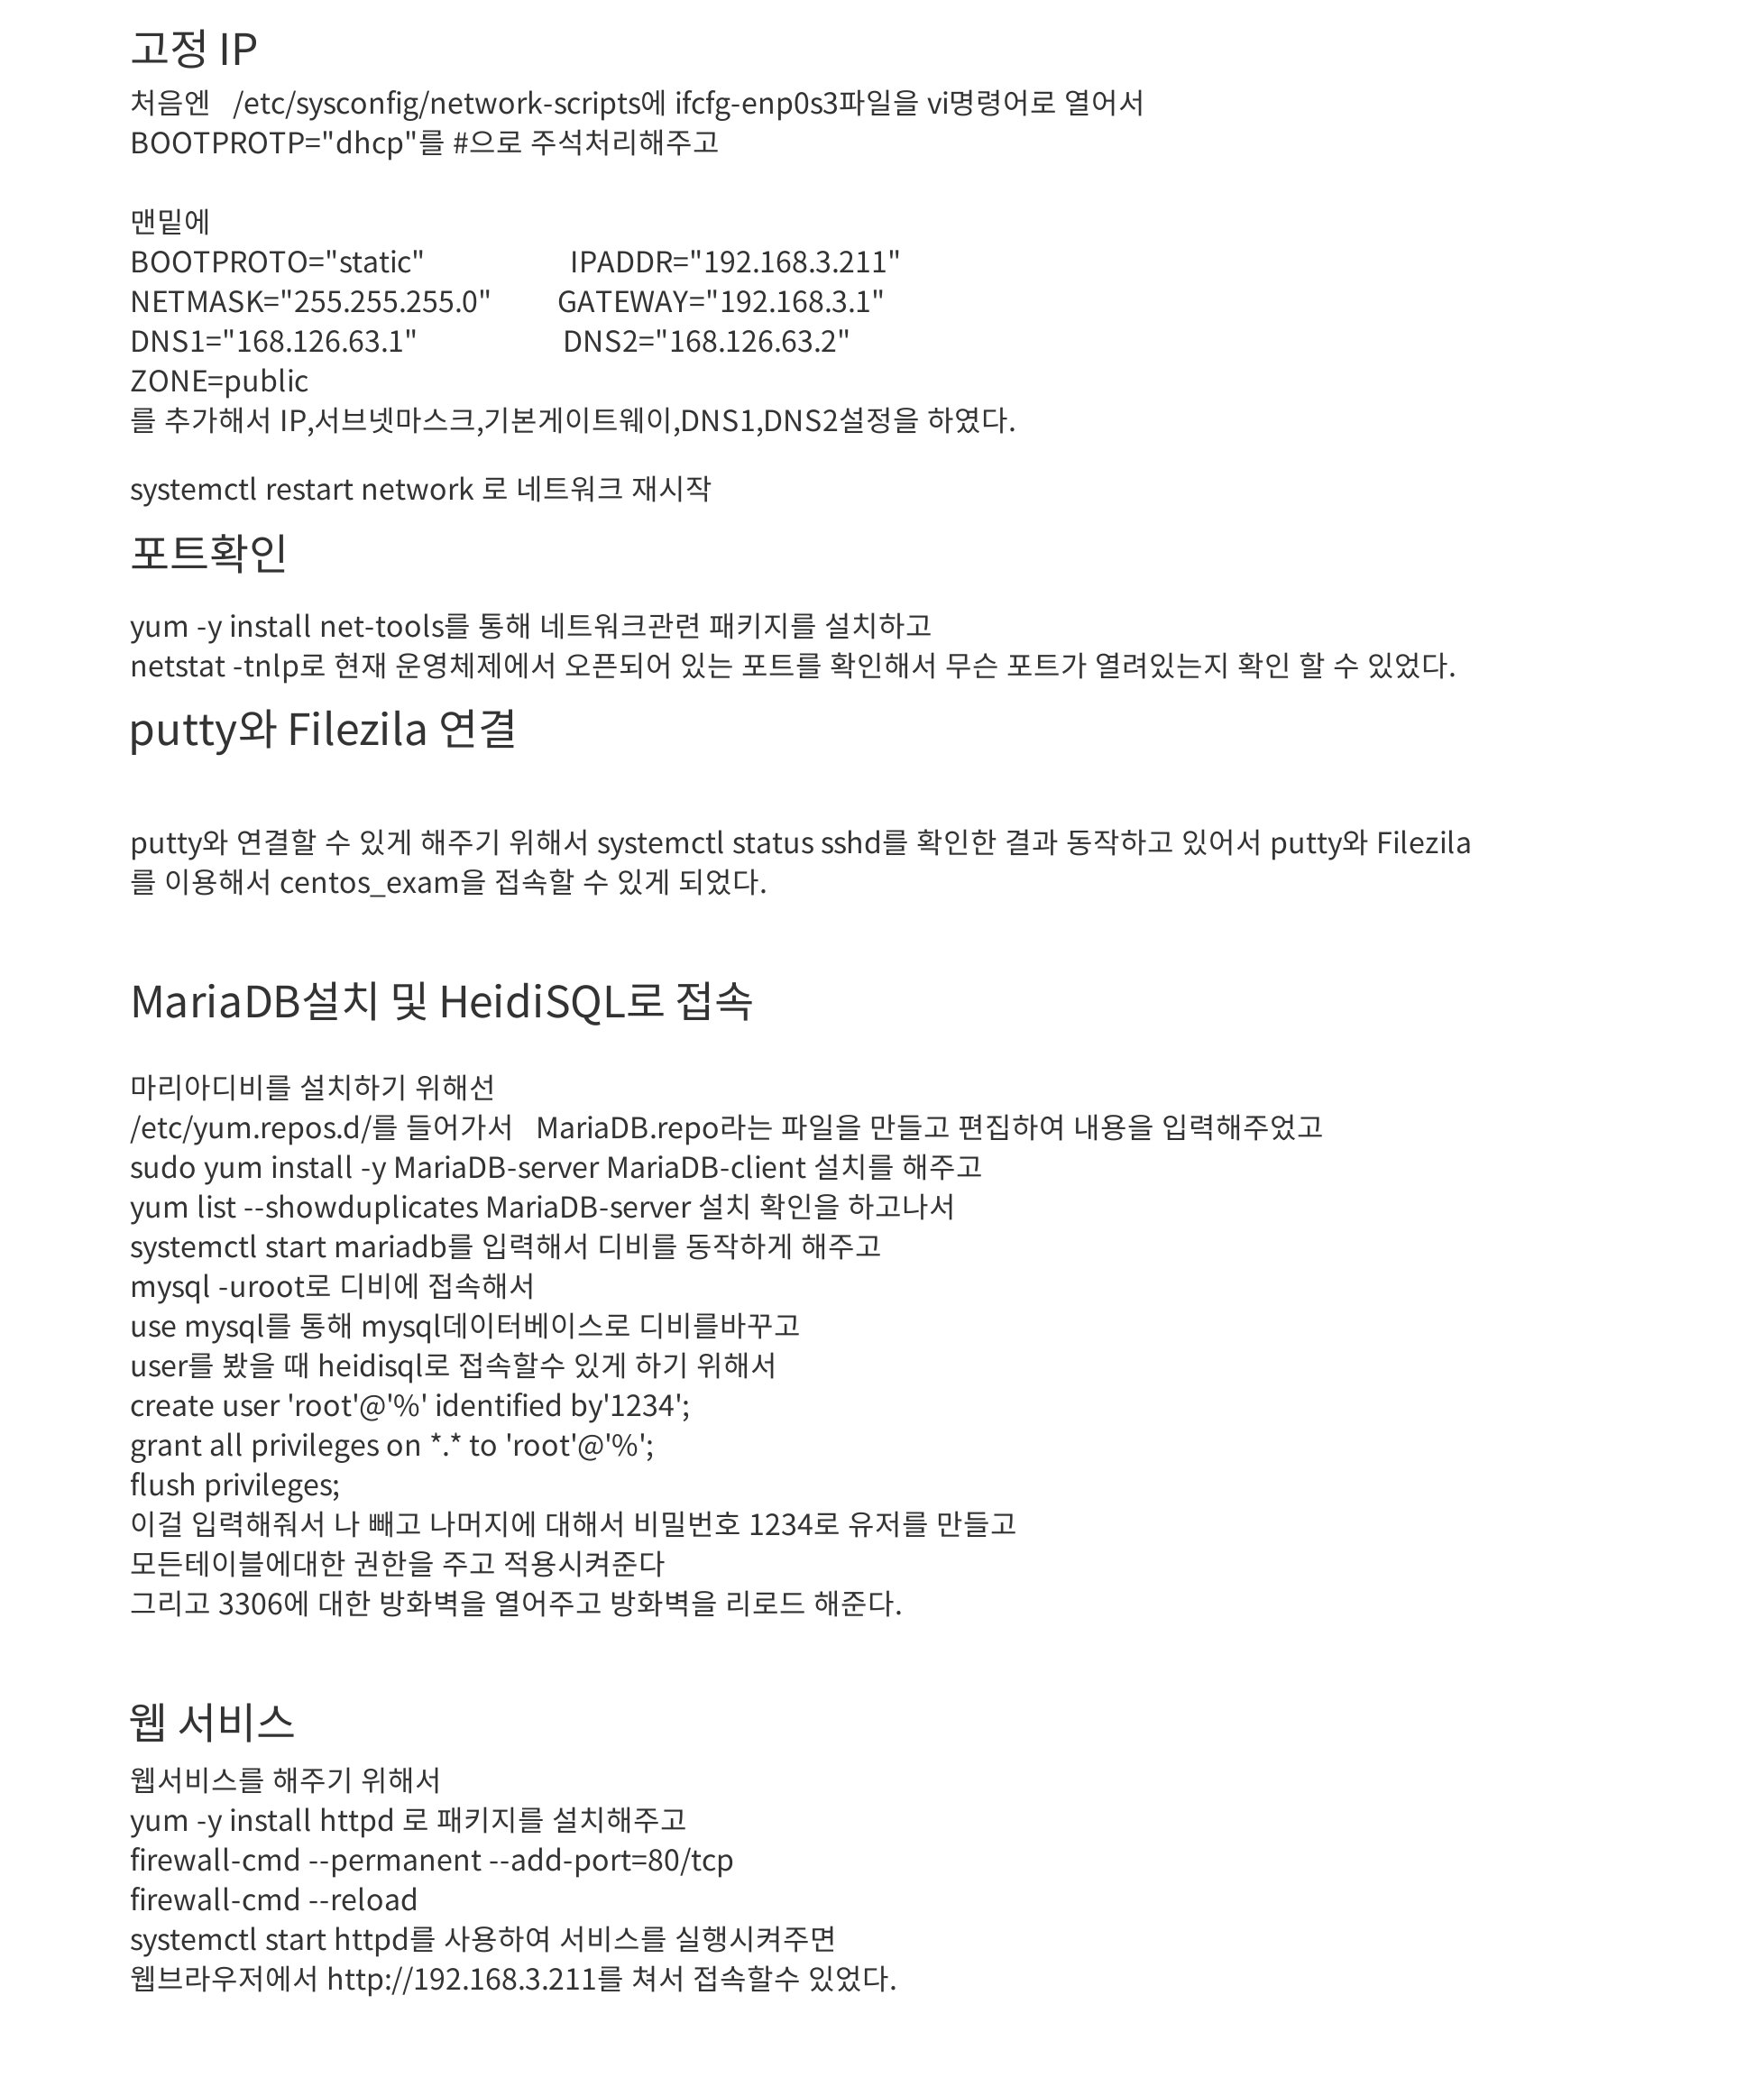 고정 IP
처음엔 /etc/sysconfig/network-scripts에 ifcfg-enp0s3파일을 vi명령어로 열어서
BOOTPROTP="dhcp"를 #으로 주석처리해주고
맨밑에
BOOTPROTO="static" IPADDR="192.168.3.211"
NETMASK="255.255.255.0" GATEWAY="192.168.3.1"
DNS1="168.126.63.1" DNS2="168.126.63.2"
ZONE=public
를 추가해서 IP,서브넷마스크,기본게이트웨이,DNS1,DNS2설정을 하였다.
systemctl restart network 로 네트워크 재시작
포트확인
yum -y install net-tools를 통해 네트워크관련 패키지를 설치하고
netstat -tnlp로 현재 운영체제에서 오픈되어 있는 포트를 확인해서 무슨 포트가 열려있는지 확인 할 수 있었다.
putty와 Filezila 연결
putty와 연결할 수 있게 해주기 위해서 systemctl status sshd를 확인한 결과 동작하고 있어서 putty와 Filezila
를 이용해서 centos_exam을 접속할 수 있게 되었다.
MariaDB설치 및 HeidiSQL로 접속
마리아디비를 설치하기 위해선
/etc/yum.repos.d/를 들어가서 MariaDB.repo라는 파일을 만들고 편집하여 내용을 입력해주었고
sudo yum install -y MariaDB-server MariaDB-client 설치를 해주고
yum list --showduplicates MariaDB-server 설치 확인을 하고나서
systemctl start mariadb를 입력해서 디비를 동작하게 해주고
mysql -uroot로 디비에 접속해서
use mysql를 통해 mysql데이터베이스로 디비를바꾸고
user를 봤을 때 heidisql로 접속할수 있게 하기 위해서
create user 'root'@'%' identified by'1234';
grant all privileges on *.* to 'root'@'%';
flush privileges;
이걸 입력해줘서 나 빼고 나머지에 대해서 비밀번호 1234로 유저를 만들고
모든테이블에대한 권한을 주고 적용시켜준다
그리고 3306에 대한 방화벽을 열어주고 방화벽을 리로드 해준다.
웹 서비스
웹서비스를 해주기 위해서
yum -y install httpd 로 패키지를 설치해주고
firewall-cmd --permanent --add-port=80/tcp
firewall-cmd --reload
systemctl start httpd를 사용하여 서비스를 실행시켜주면
웹브라우저에서 http://192.168.3.211를 쳐서 접속할수 있었다.